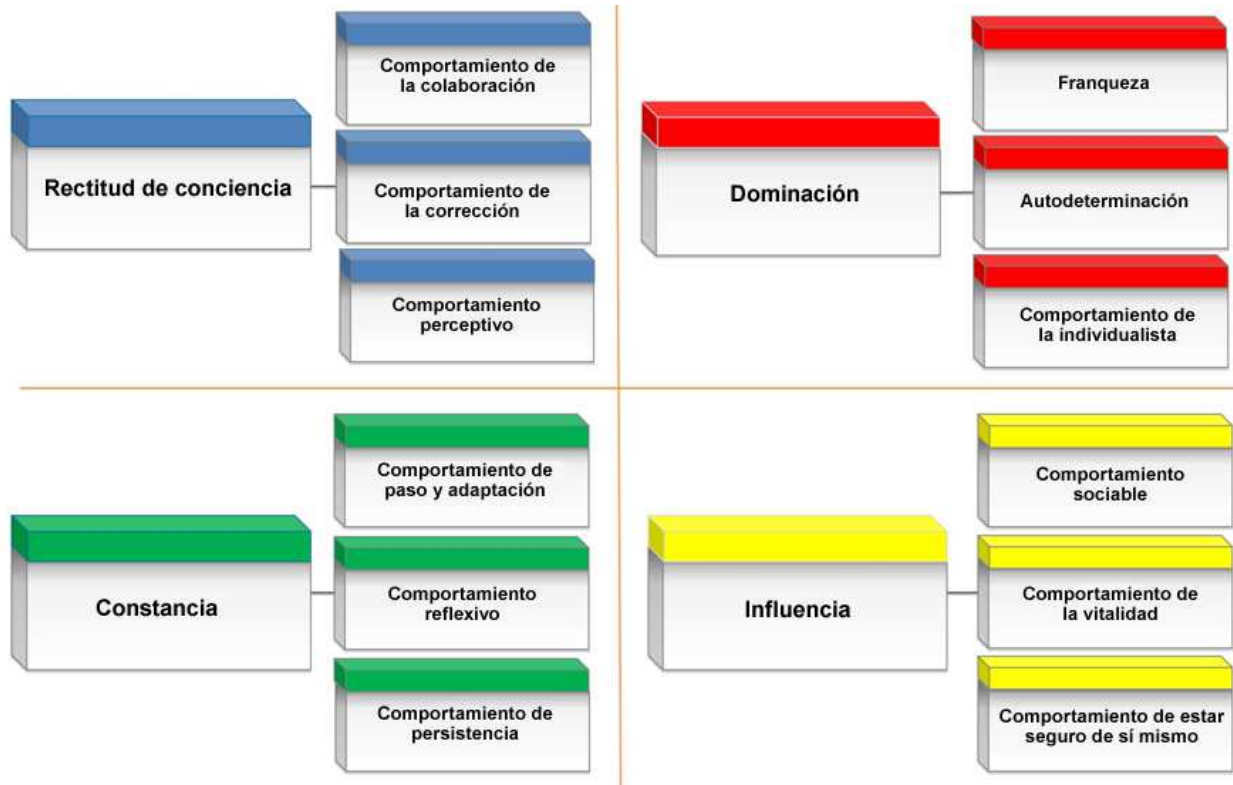 Rectitud de conciencia
Comportamiento de
la colaboración
Comportamiento de
la corrección
Comportamiento
perceptivo
Dominación
Franqueza
Autodeterminación
Comportamiento de
la individualista
Constancia
Comportamiento de
paso y adaptación
Comportamiento
reflexivo
Comportamiento de
persistencia
Influencia
Comportamiento
sociable
Comportamiento de
la vitalidad
Comportamiento de estar
seguro de sí mismo